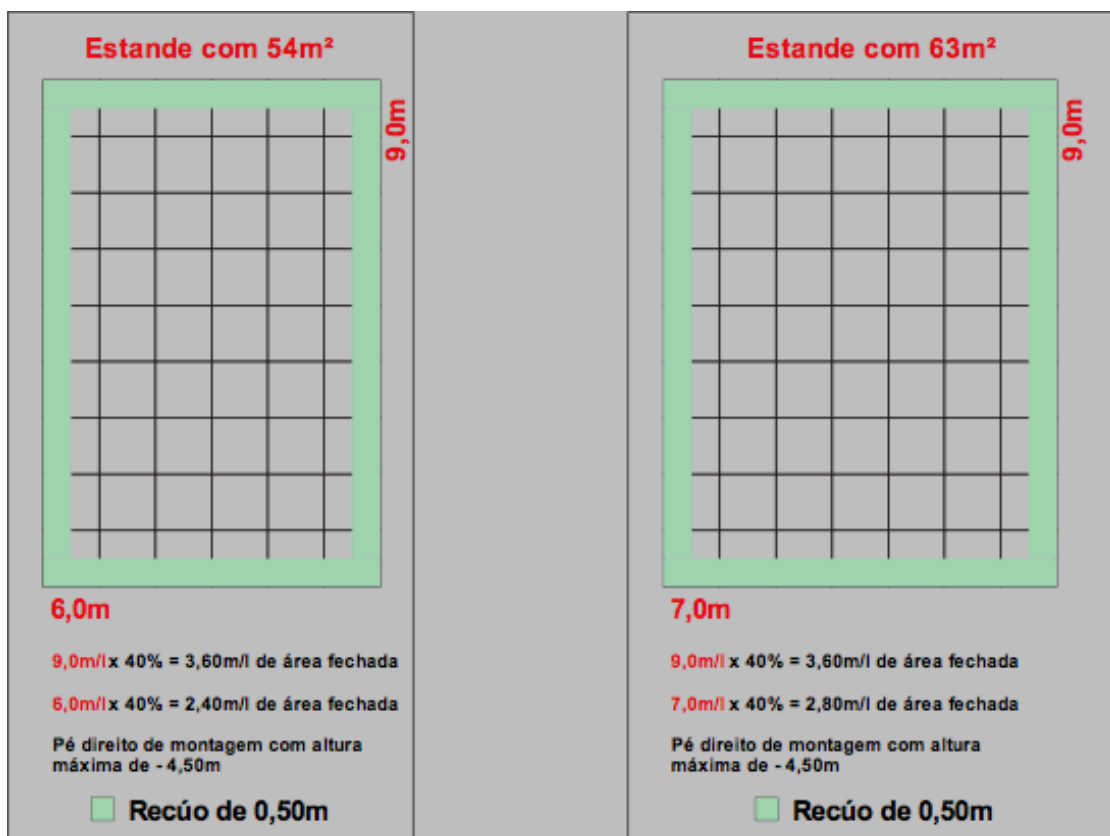 Estande com 54m²
9,0m
6,0m
9,0m/l x 40% = 3,60m/l de área fechada
6,0m/l x 40% = 2,40m/l de área fechada
Pé direito de montagem com altura
máxima de - 4,50m
Recúo de 0,50m
Estande com 63m²
9,0m
7,0m
9,0m/l x 40% = 3,60m/l de área fechada
7,0m/l x 40% = 2,80m/l de área fechada
Pé direito de montagem com altura
máxima de - 4,50m
Recúo de 0,50m